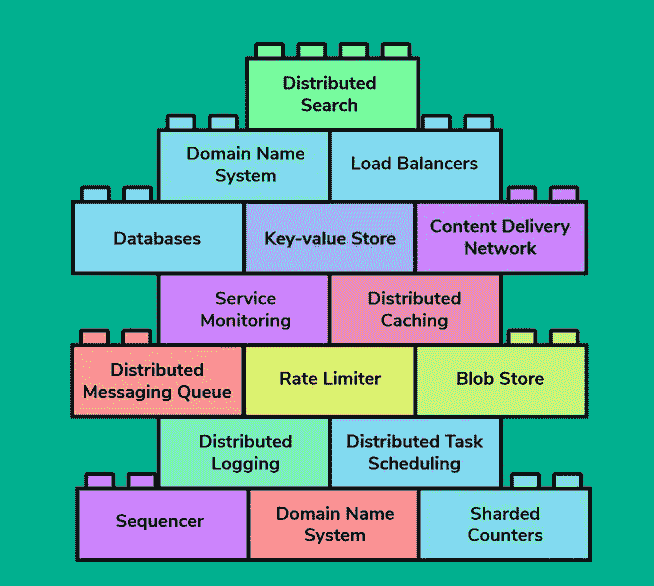 Distributed
Search
Domain Name
System
Load Balancers
Databases
Key-value Store
Content Delivery
Network
Service
Monitoring
Distributed
Caching
Distributed
Messaging Queue
Rate Limiter
Blob Store
Distributed
Logging
Distributed Task
Scheduling
Sequencer
Domain Name
System
Sharded
Counters